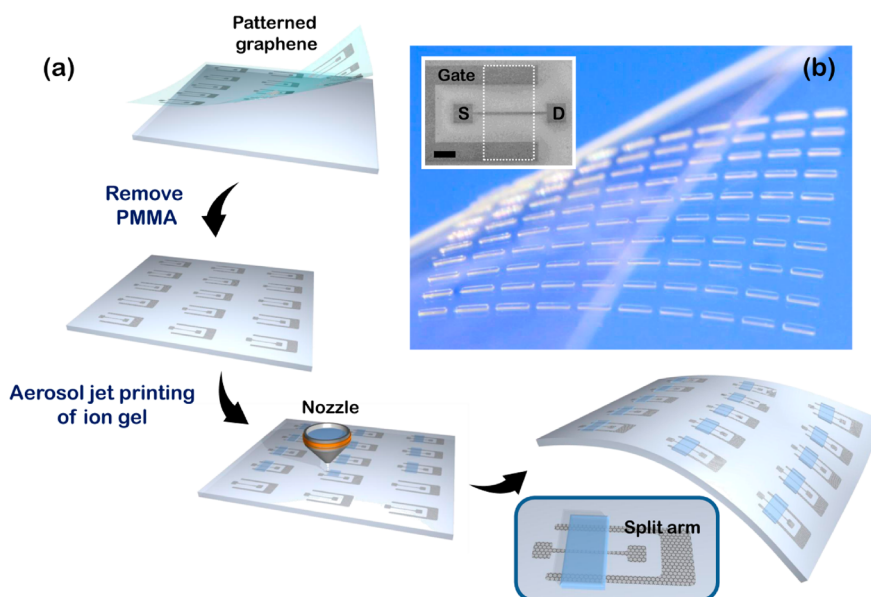 Patterned
graphene
(a)
Remove
PMMA
Aerosol jet printing
of ion gel
Nozzle
Split arm
(b)
Gate
S
D